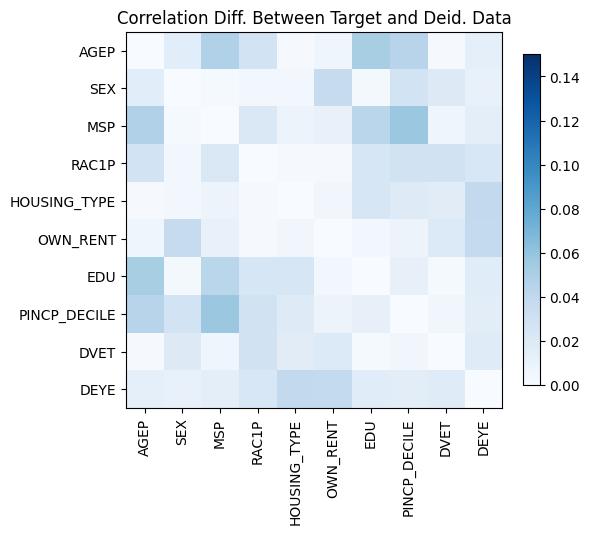 Correlation Diff. Between Target and Deid. Data
AGEP
SEX
MSP
RAC1P
HOUSING_TYPE
OWN_RENT
EDU
PINCP_DECILE
DVET
DEYE
AGEP
SEX
MSP
RAC1P
HOUSING_TYPE
OWN_RENT
EDU
PINCP_DECILE
DVET
DEYE
0.14
0.12
0.10
0.08
0.06
0.04
0.02
0.00